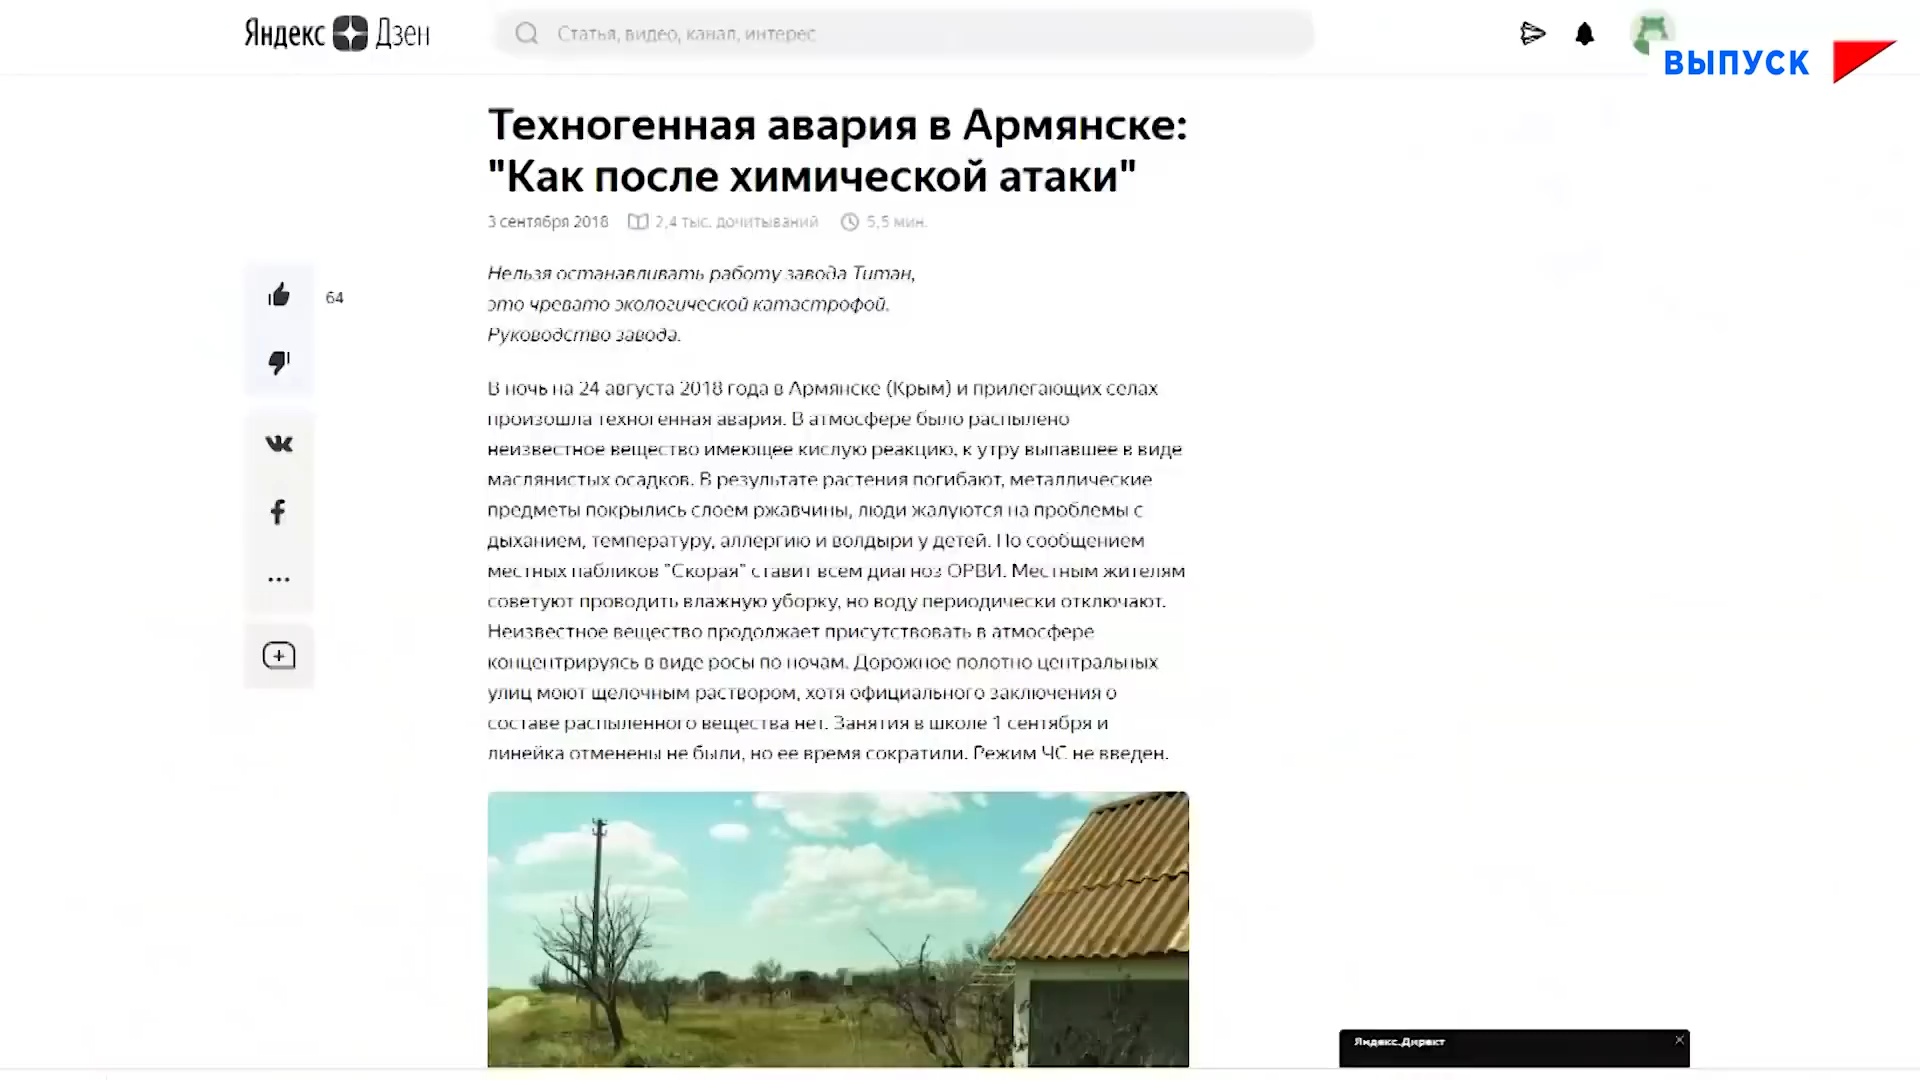 Яндекс Дзен
Статья, видео, канал, интерес
ВЫПУСК
Техногенная авария в Армянске:
"Как после химической атаки"
3 сентября 2018 2,4 тыс. дочитываний 5,5 мин.
Нельзя останавливать работу завода Титан,
это чревато экологической катастрофой.
Руководство завода.
64
В ночь на 24 августа 2018 года в Армянске (Крым) и прилегающих селах
произошла техногенная авария. В атмосфере было распылено
неизвестное вещество имеющее кислую реакцию, к утру выпавшее в виде
маслянистых осадков. В результате растения погибают, металлические
предметы покрылись слоем ржавчины, люди жалуются на проблемы с
дыханием, температуру, аллергию и волдыри у детей. По сообщением
местных пабликов "Скорая" ставит всем диагноз ОРВИ. Местным жителям
советуют проводить влажную уборку, но воду периодически отключают.
Неизвестное вещество продолжает присутствовать в атмосфере
концентрируясь в виде росы по ночам. Дорожное полотно центральных
улиц моют щелочным раствором, хотя официального заключения о
составе распыленного вещества нет. Занятия в школе 1 сентября и
линейка отменены не были, но ее время сократили. Режим ЧС не введен.
Яндекс.Директ